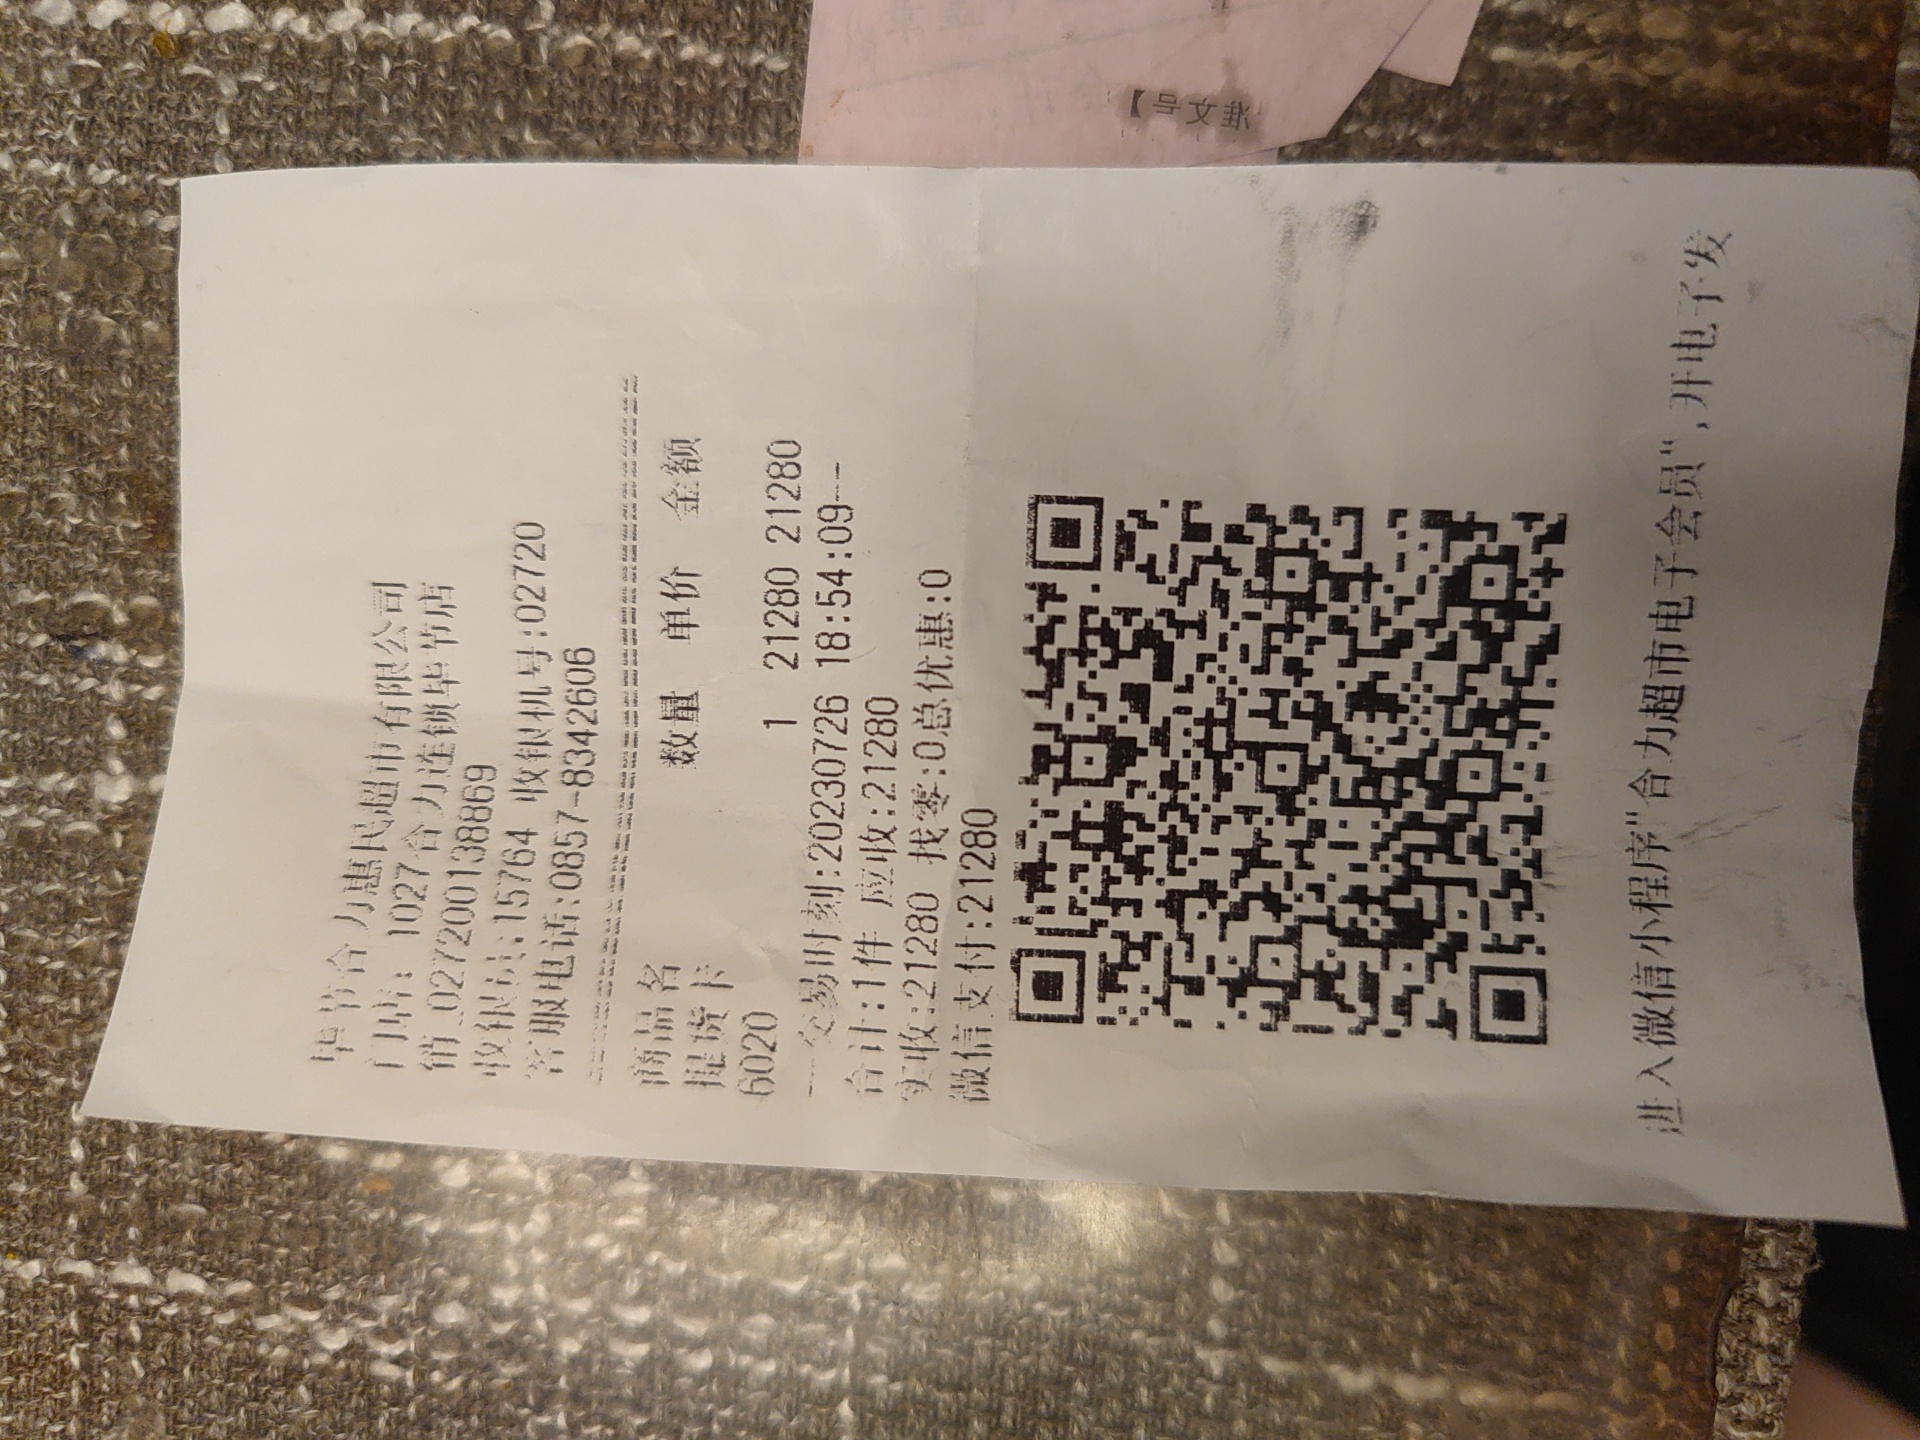 毕节合力惠民超市有限公司
门店: 1027合力连锁毕节店
销_0272001388​69
收银员:15764 收银机号:02720
客服电话:0857-8342606
商品名 数量 单价 金额
提货卡
6020 1 21280 21280
---交易时刻:20230726 18:54:09---
合计:1件 应收:21280
实收:21280 找零:0总优惠:0
微信支付:21280
进入微信小程序"合力超市电子会员",开电子发
准文号】